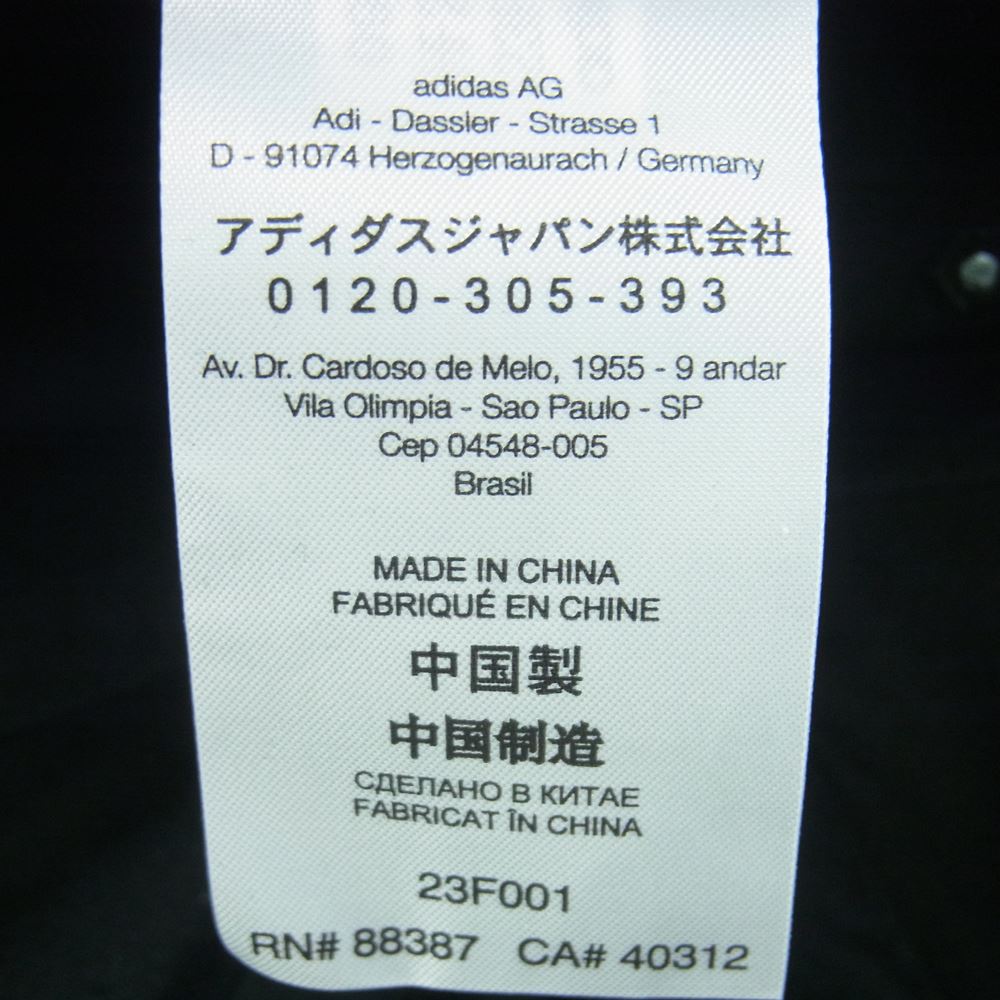 adidas AG
Adi - Dassler - Strasse 1
D - 91074 Herzogenaurach / Germany
アディダスジャパン株式会社
0120-305-393
Av. Dr. Cardoso de Melo, 1955 - 9 andar
Vila Olimpia - Sao Paulo - SP
Cep 04548-005
Brasil
MADE IN CHINA
FABRIQUÉ EN CHINE
中国製
中国制造
СДЕЛАНО В КИТАЕ
FABRICAT ÎN CHINA
23F001
RN# 88387 CA# 40312